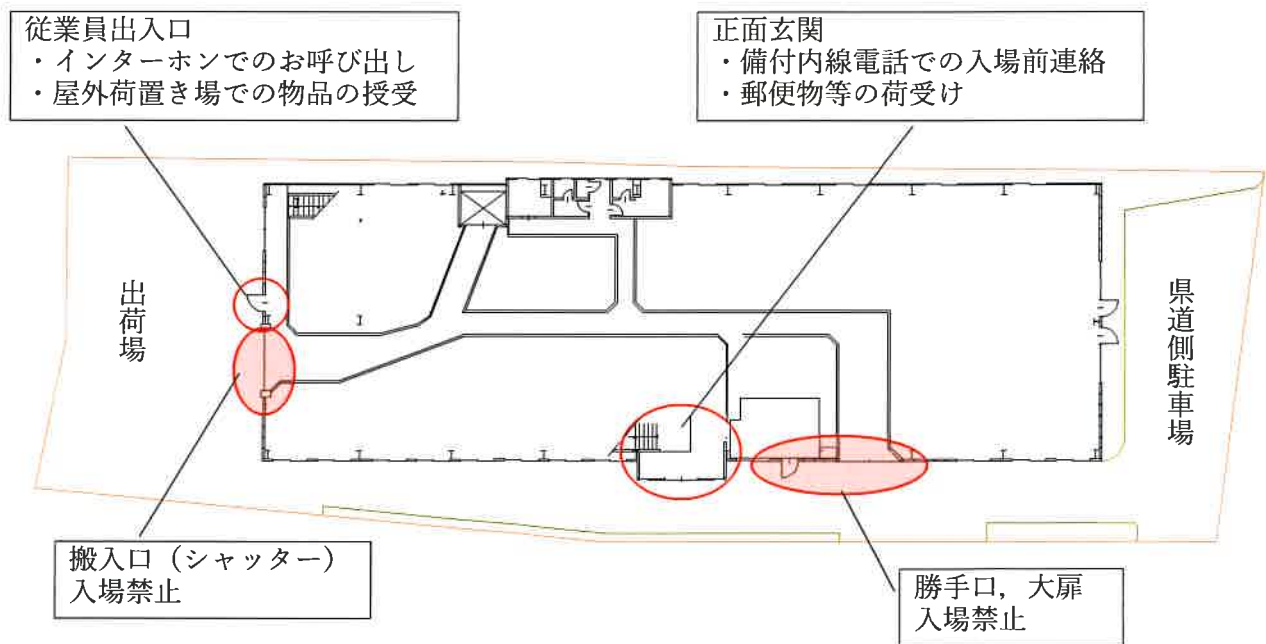 従業員出入口
・インターホンでのお呼び出し
・屋外荷置き場での物品の授受
正面玄関
・備付内線電話での入場前連絡
・郵便物等の荷受け
出荷場
県道側駐車場
搬入口（シャッター）
入場禁止
勝手口，大扉
入場禁止